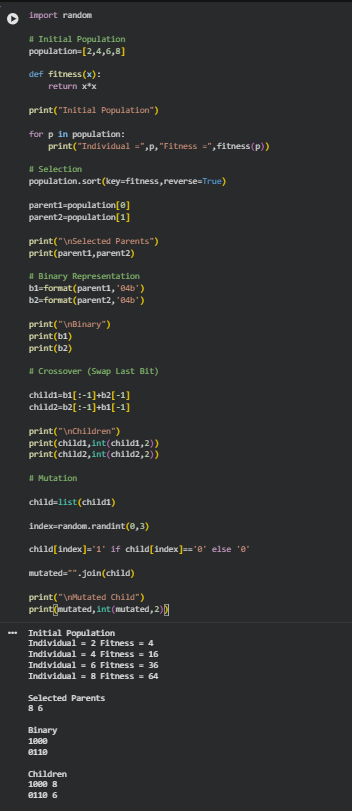 import random
# Initial Population
population=[2,4,6,8]
def fitness(x):
    return x*x
print("Initial Population")
for p in population:
    print("Individual =",p,"Fitness =",fitness(p))
# Selection
population.sort(key=fitness,reverse=True)
parent1=population[0]
parent2=population[1]
print("\nSelected Parents")
print(parent1,parent2)
# Binary Representation
b1=format(parent1,'04b')
b2=format(parent2,'04b')
print("\nBinary")
print(b1)
print(b2)
# Crossover (Swap Last Bit)
child1=b1[:-1]+b2[-1]
child2=b2[:-1]+b1[-1]
print("\nChildren")
print(child1,int(child1,2))
print(child2,int(child2,2))
# Mutation
child=list(child1)
index=random.randint(0,3)
child[index]='1' if child[index]=='0' else '0'
mutated="".join(child)
print("\nMutated Child")
print(mutated,int(mutated,2))
Initial Population
Individual = 2 Fitness = 4
Individual = 4 Fitness = 16
Individual = 6 Fitness = 36
Individual = 8 Fitness = 64
Selected Parents
8 6
Binary
1000
0110
Children
1000 8
0110 6